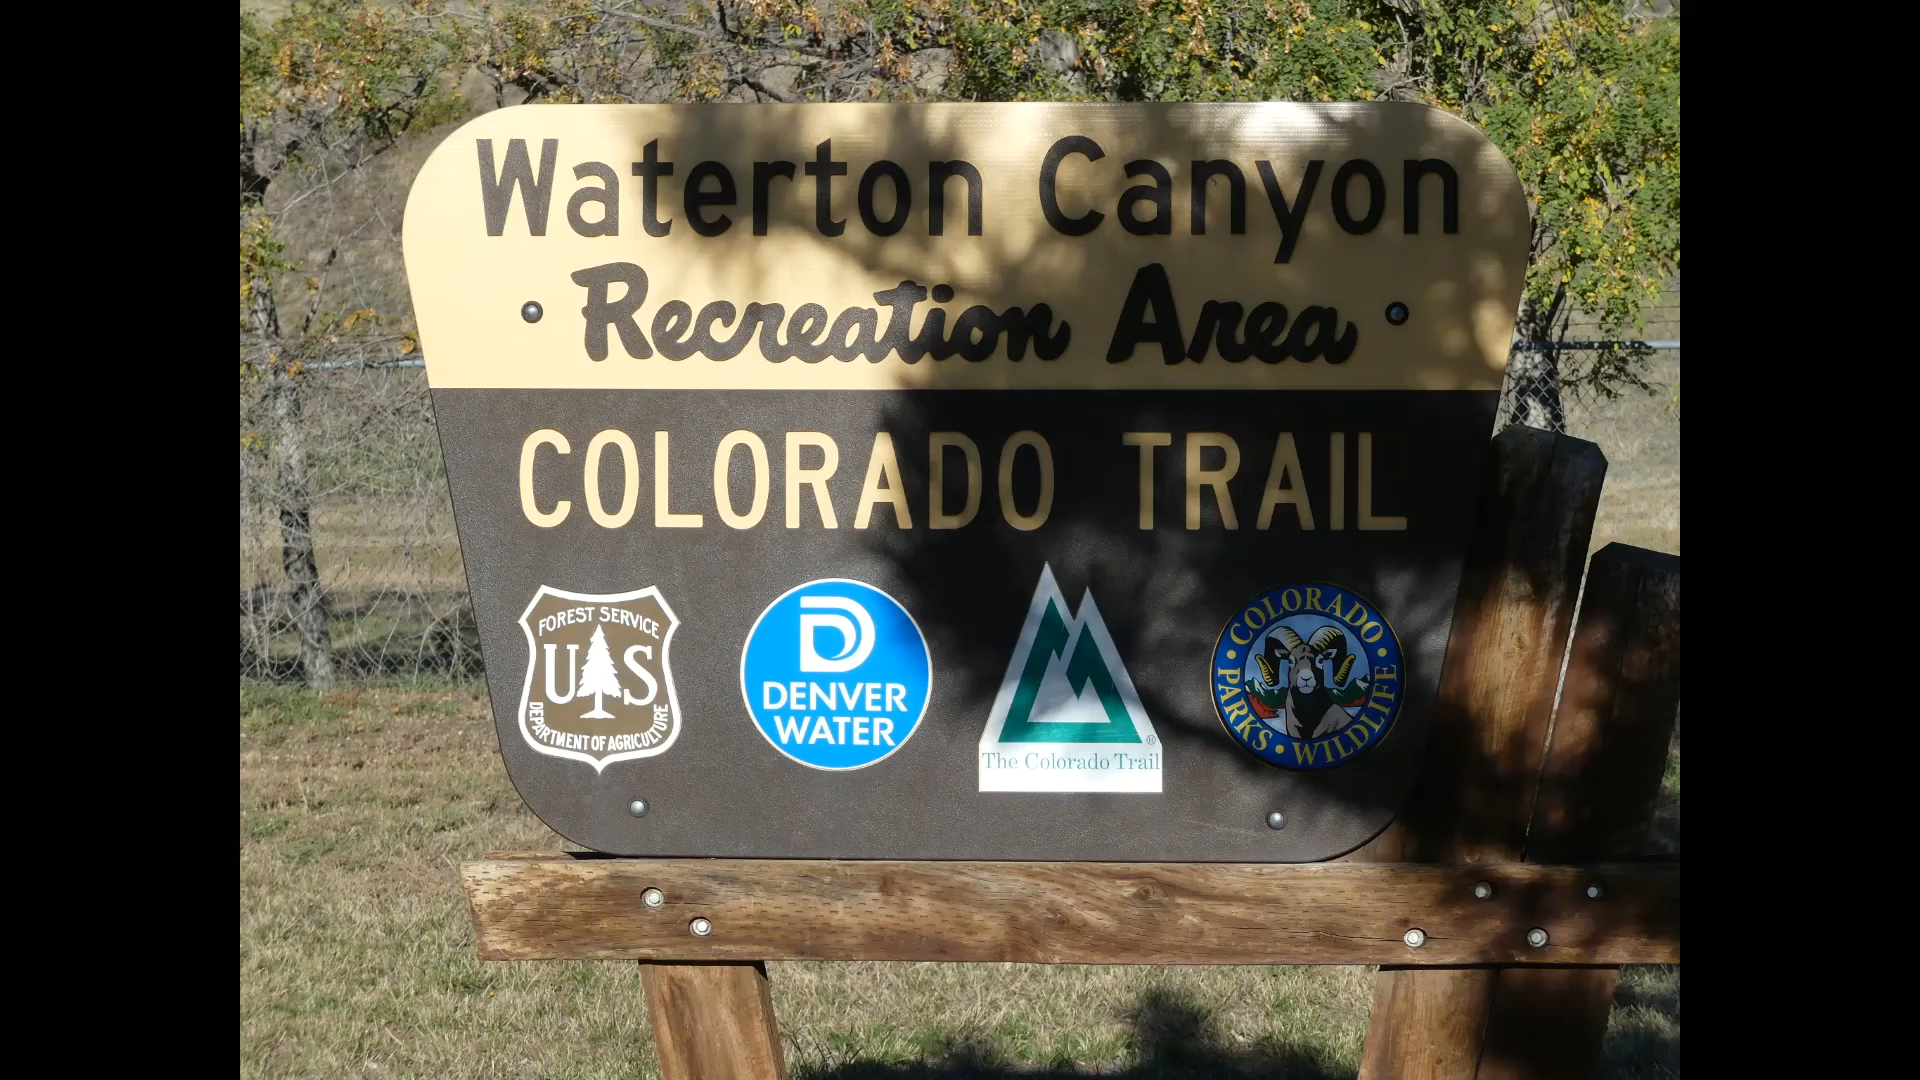 Waterton Canyon
Recreation Area
COLORADO TRAIL
FOREST SERVICE
US
DEPARTMENT OF AGRICULTURE
D
DENVER
WATER
The Colorado Trail
®
COLORADO
PARKS • WILDLIFE